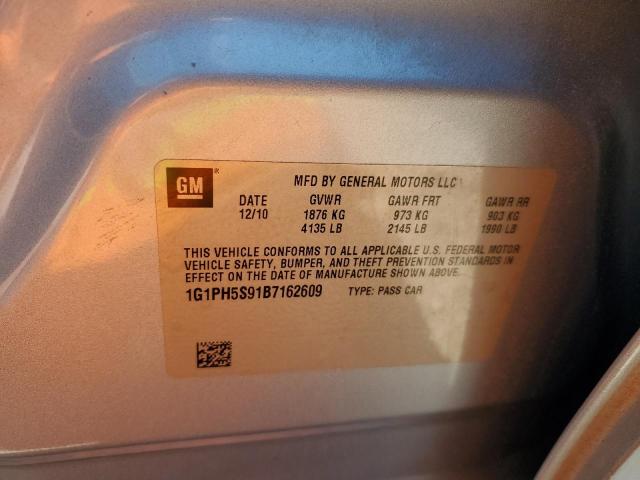 GM
MFD BY GENERAL MOTORS LLC
DATE GVWR GAWR FRT GAWR RR
12/10 1876 KG 973 KG 903 KG
4135 LB 2145 LB 1990 LB
THIS VEHICLE CONFORMS TO ALL APPLICABLE U.S. FEDERAL MOTOR
VEHICLE SAFETY, BUMPER, AND THEFT PREVENTION STANDARDS IN
EFFECT ON THE DATE OF MANUFACTURE SHOWN ABOVE.
1G1PH5S91B7162609 TYPE: PASS CAR